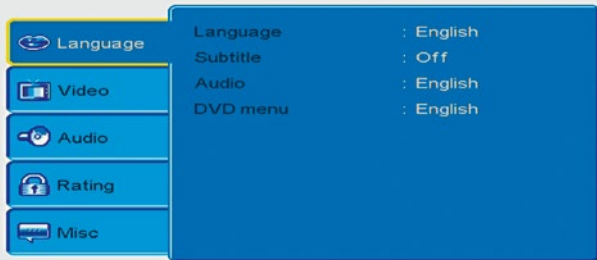 Language
Video
Audio
Rating
Misc
Language : English
Subtitle : Off
Audio : English
DVD menu : English